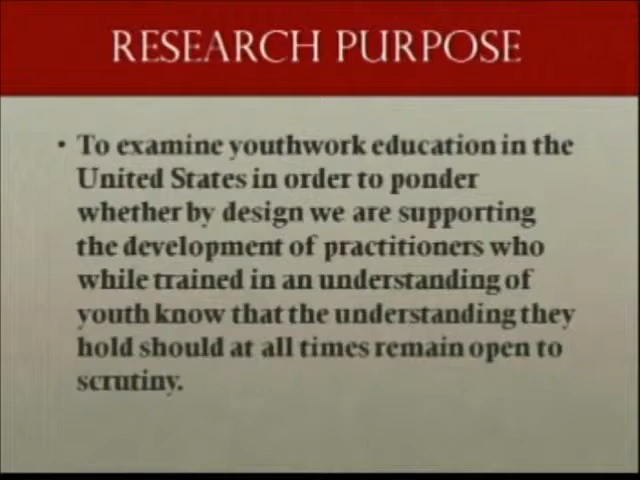 RESEARCH PURPOSE
• To examine youthwork education in the
United States in order to ponder
whether by design we are supporting
the development of practitioners who
while trained in an understanding of
youth know that the understanding they
hold should at all times remain open to
scrutiny.